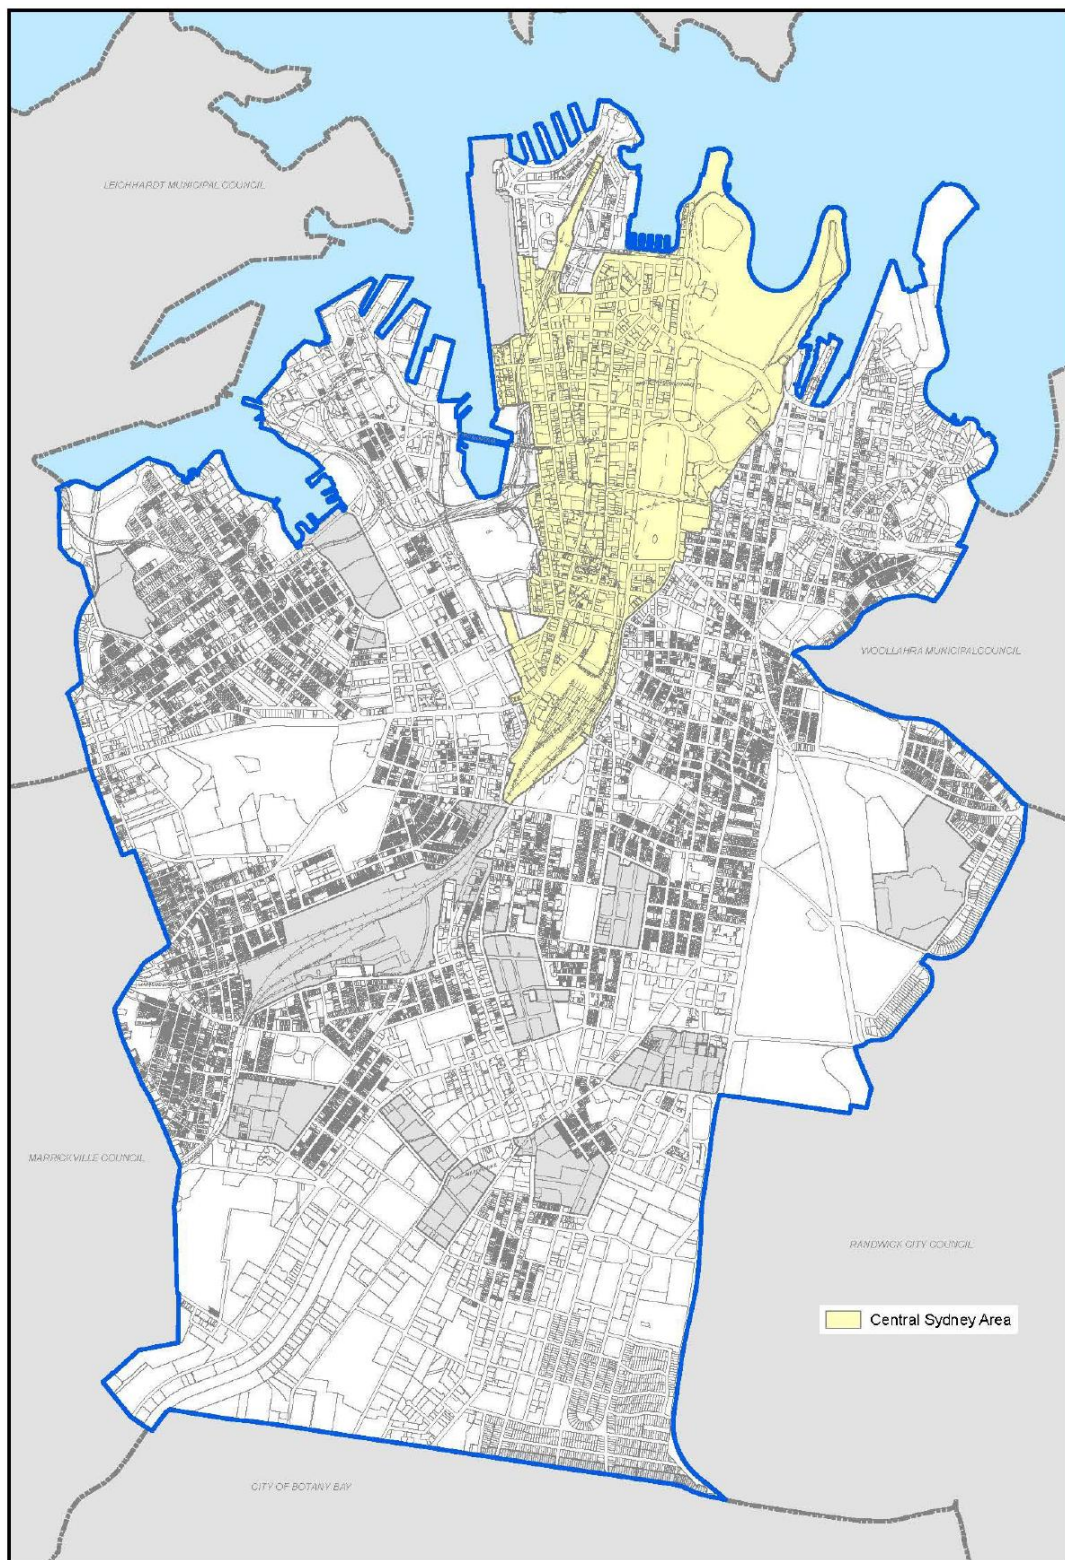 LEICHHARDT MUNICIPAL COUNCIL
WOOLLAHRA MUNICIPAL COUNCIL
MARRICKVILLE COUNCIL
RANDWICK CITY COUNCIL
Central Sydney Area
CITY OF BOTANY BAY